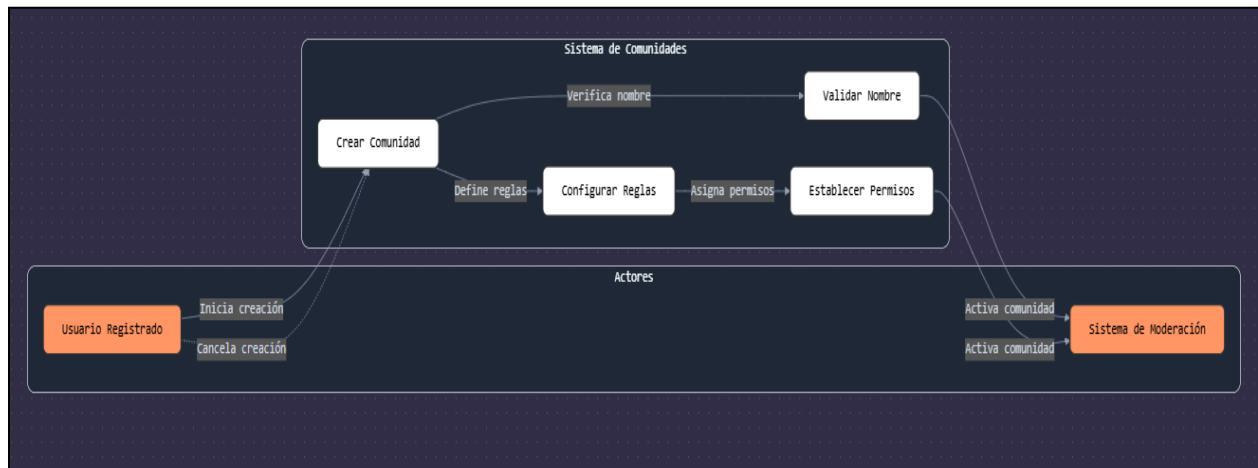 Sistema de Comunidades
Verifica nombre
Validar Nombre
Crear Comunidad
Define reglas
Configurar Reglas
Asigna permisos
Establecer Permisos
Actores
Usuario Registrado
Inicia creación
Cancela creación
Activa comunidad
Activa comunidad
Sistema de Moderación